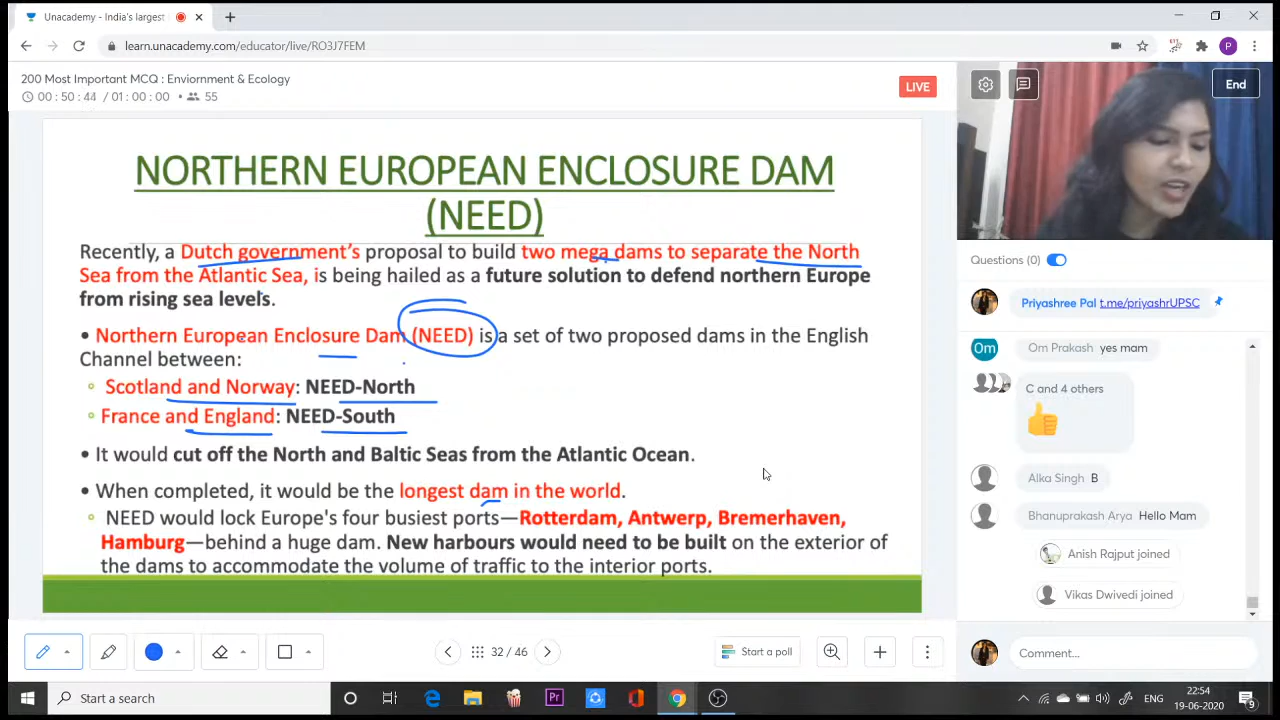 Unacademy - India's largest
learn.unacademy.com/educator/live/RO3J7FEM
P
200 Most Important MCQ : Enviornment & Ecology
00 : 50 : 44 / 01 : 00 : 00 • 55
LIVE
End
NORTHERN EUROPEAN ENCLOSURE DAM
(NEED)
Recently, a Dutch government's proposal to build two mega dams to separate the North
Sea from the Atlantic Sea, is being hailed as a future solution to defend northern Europe
from rising sea levels.
• Northern European Enclosure Dam (NEED) is a set of two proposed dams in the English
Channel between:
Scotland and Norway: NEED-North
France and England: NEED-South
• It would cut off the North and Baltic Seas from the Atlantic Ocean.
• When completed, it would be the longest dam in the world.
NEED would lock Europe's four busiest ports—Rotterdam, Antwerp, Bremerhaven,
Hamburg—behind a huge dam. New harbours would need to be built on the exterior of
the dams to accommodate the volume of traffic to the interior ports.
Questions (0)
Priyashree Pal t.me/priyashrUPSC
Om
Om Prakash yes mam
C and 4 others
Alka Singh B
Bhanuprakash Arya Hello Mam
Anish Rajput joined
Vikas Dwivedi joined
32 / 46
Start a poll
Comment...
Start a search
Pr
ENG
22:54
19-06-2020
9